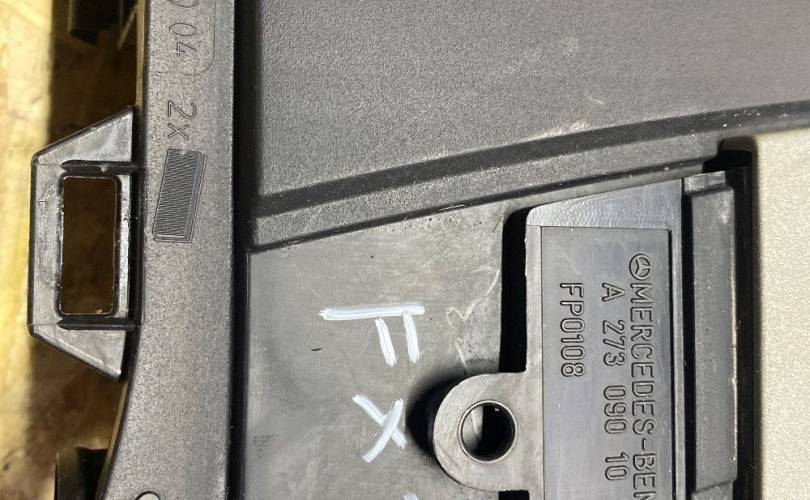 04 2x
FX
MERCEDES-BEN
A 273 090 10
FP0108